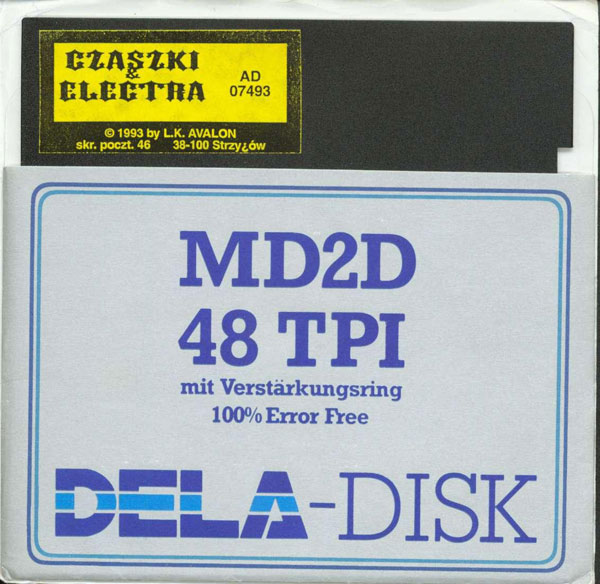 CZASZKI
&
ELECTRA
AD
07493
© 1993 by L.K. AVALON
skr. poczt. 46 38-100 Strzy¿ów
MD2D
48 TPI
mit Verstärkungsring
100% Error Free
DELA-DISK